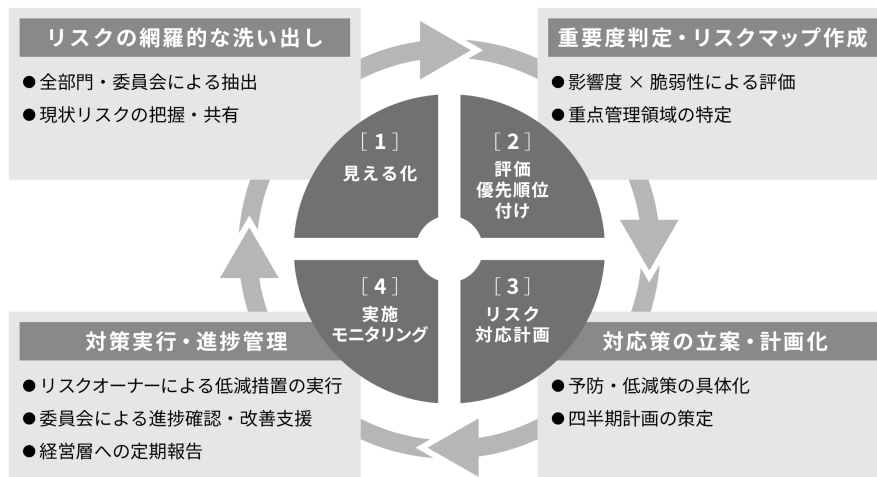 リスクの網羅的な洗い出し
● 全部門・委員会による抽出
● 現状リスクの把握・共有
重要度判定・リスクマップ作成
● 影響度 × 脆弱性による評価
● 重点管理領域の特定
［1］
見える化
［2］
評価
優先順位
付け
［4］
実施
モニタリング
［3］
リスク
対応計画
対策実行・進捗管理
● リスクオーナーによる低減措置の実行
● 委員会による進捗確認・改善支援
● 経営層への定期報告
対応策の立案・計画化
● 予防・低減策の具体化
● 四半期計画の策定